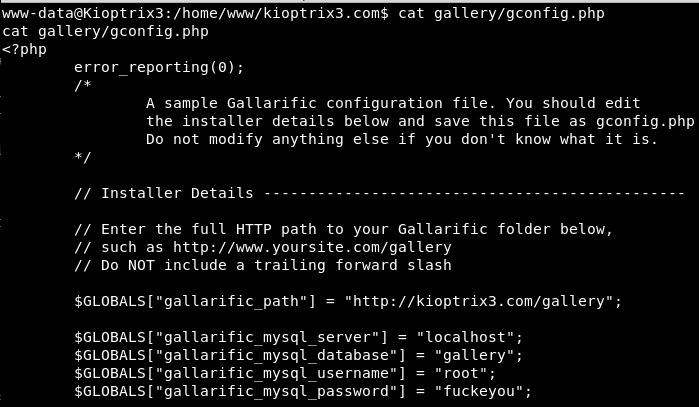 www-data@Kioptrix3:/home/www/kioptrix3.com$ cat gallery/gconfig.php
cat gallery/gconfig.php
<?php
        error_reporting(0);
        /*
                A sample Gallarific configuration file. You should edit
                the installer details below and save this file as gconfig.php
                Do not modify anything else if you don't know what it is.
        */

        // Installer Details -----------------------------------------------

        // Enter the full HTTP path to your Gallarific folder below,
        // such as http://www.yoursite.com/gallery
        // Do NOT include a trailing forward slash

        $GLOBALS["gallarific_path"] = "http://kioptrix3.com/gallery";

        $GLOBALS["gallarific_mysql_server"] = "localhost";
        $GLOBALS["gallarific_mysql_database"] = "gallery";
        $GLOBALS["gallarific_mysql_username"] = "root";
        $GLOBALS["gallarific_mysql_password"] = "fuckeyou";